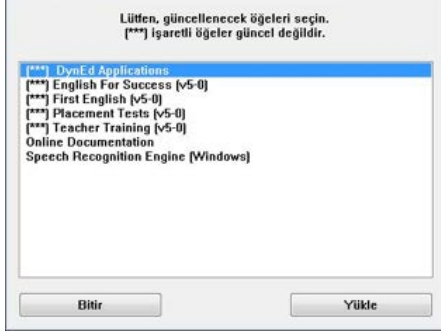 Lütfen, güncellenecek öğeleri seçin.
(***) işaretli öğeler güncel değildir.
(***) DynEd Applications
(***) English For Success (v5-0)
(***) First English (v5-0)
(***) Placement Tests (v5-0)
(***) Teacher Training (v5-0)
Online Documentation
Speech Recognition Engine (Windows)
Bitir
Yükle